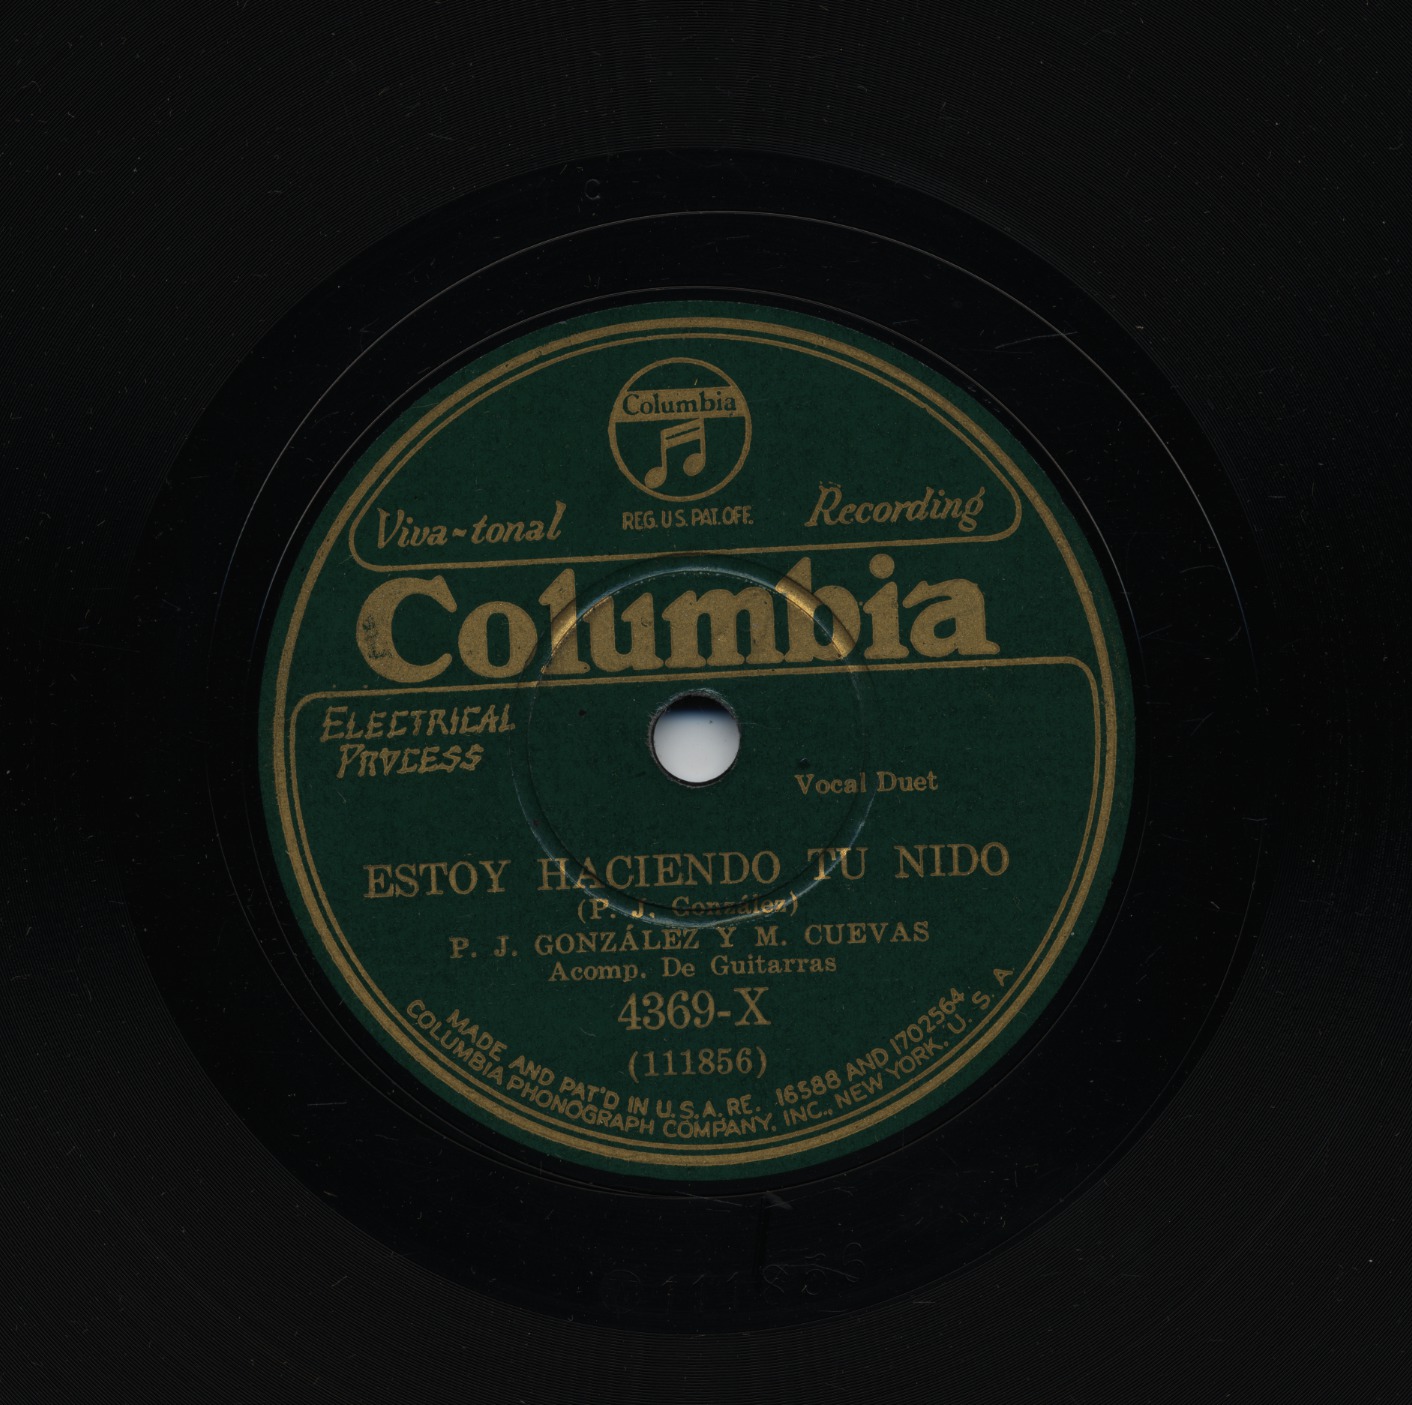 Columbia
REG. U.S. PAT. OFF.
Viva-tonal Recording
Columbia
ELECTRICAL
PROCESS
Vocal Duet
ESTOY HACIENDO TU NIDO
(P. J. González)
P. J. GONZÁLEZ Y M. CUEVAS
Acomp. De Guitarras
4369-X
(111856)
MADE AND PAT'D IN U.S.A. RE. 16588 AND 1702564
COLUMBIA PHONOGRAPH COMPANY, INC., NEW YORK, U. S. A